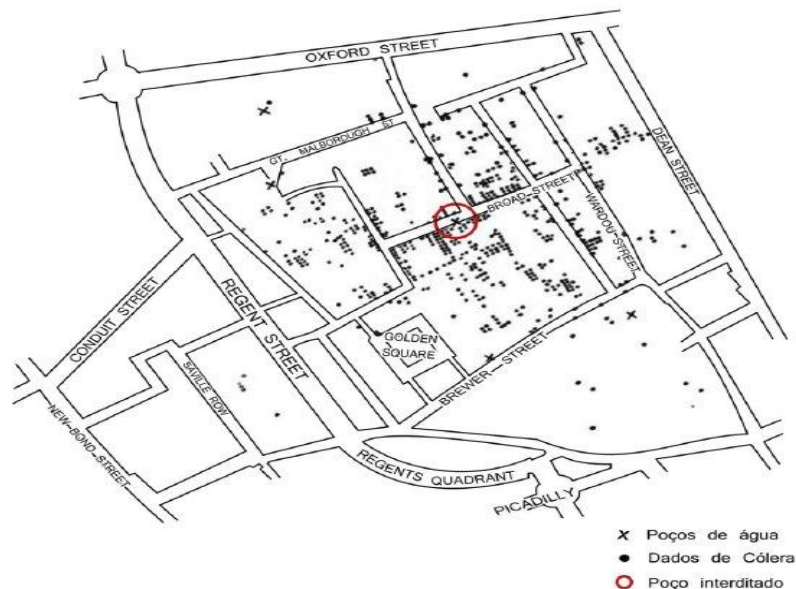 OXFORD STREET
GT. MALBOROUGH ST
BROAD STREET
DEAN STREET
WARDOU STREET
CONDUIT STREET
REGENT STREET
GOLDEN
SQUARE
BREWER STREET
SAVILLE ROW
NEW-BOND-STREET
REGENTS QUADRANT
PICADILLY
x Poços de água
● Dados de Cólera
○ Poço interditado